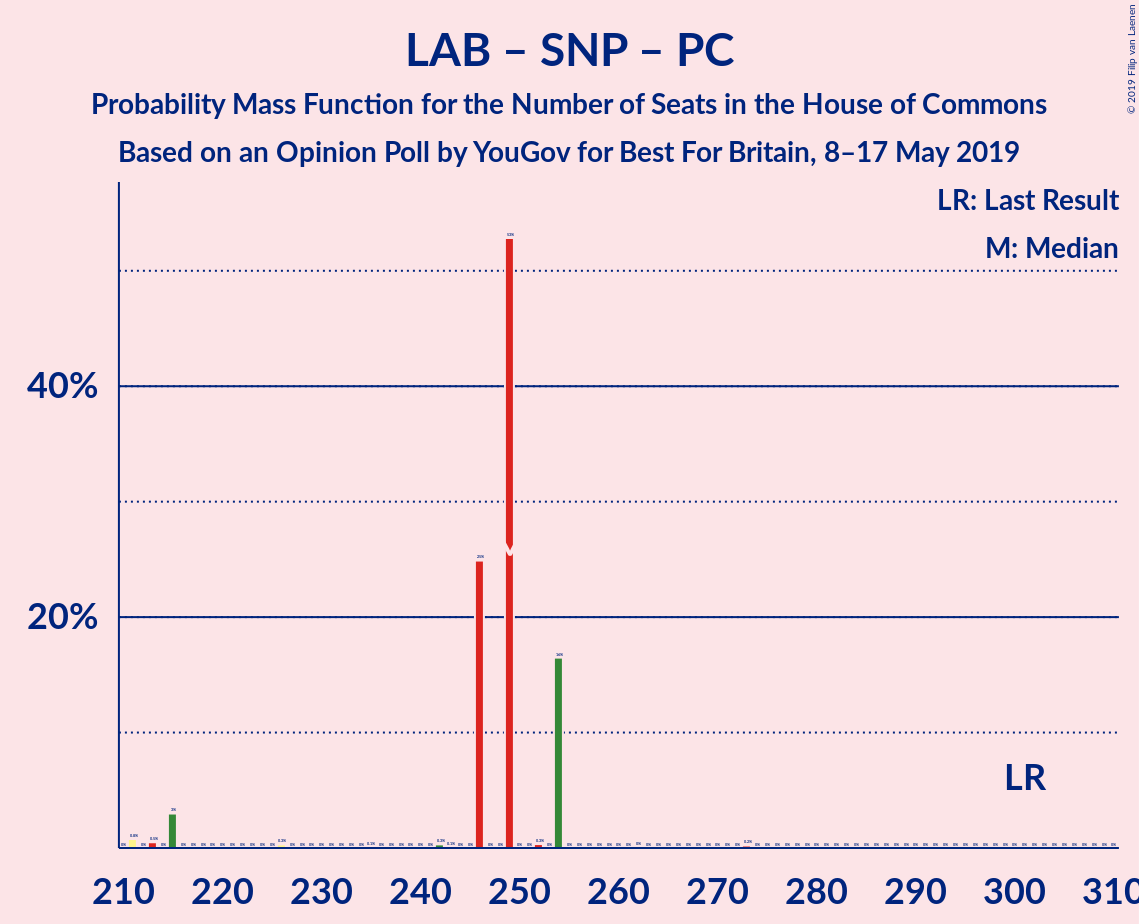 © 2019 Filip van Laenen
LAB – SNP – PC
Probability Mass Function for the Number of Seats in the House of Commons
Based on an Opinion Poll by YouGov for Best For Britain, 8–17 May 2019
LR: Last Result
M: Median
40%
20%
M
LR
210 220 230 240 250 260 270 280 290 300 310